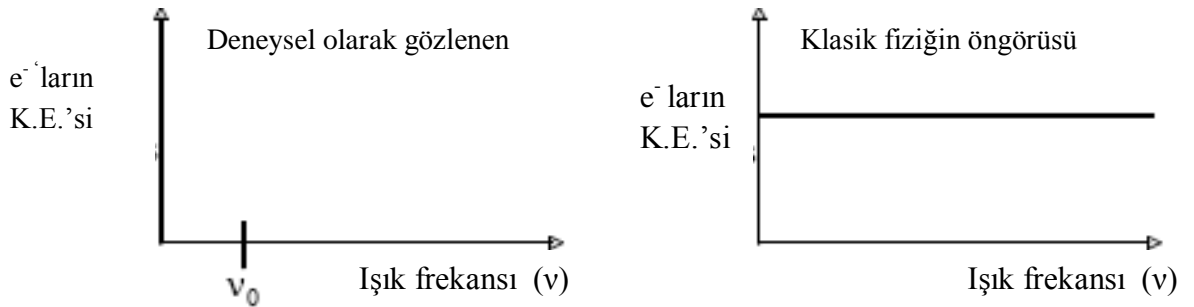 Deneysel olarak gözlenen
e- ‘ların
K.E.’si
ν0
Işık frekansı (ν)
Klasik fiziğin öngörüsü
e- ların
K.E.’si
Işık frekansı (ν)